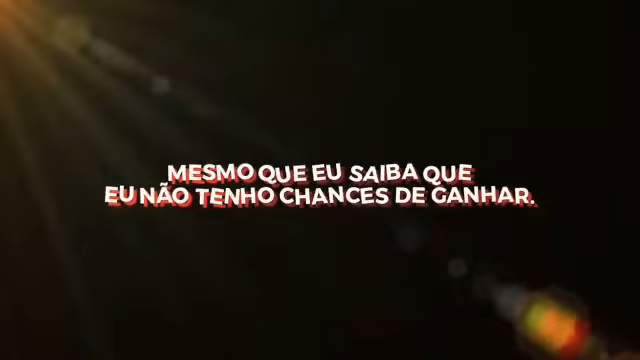 MESMO QUE EU SAIBA QUE
EU NÃO TENHO CHANCES DE GANHAR.